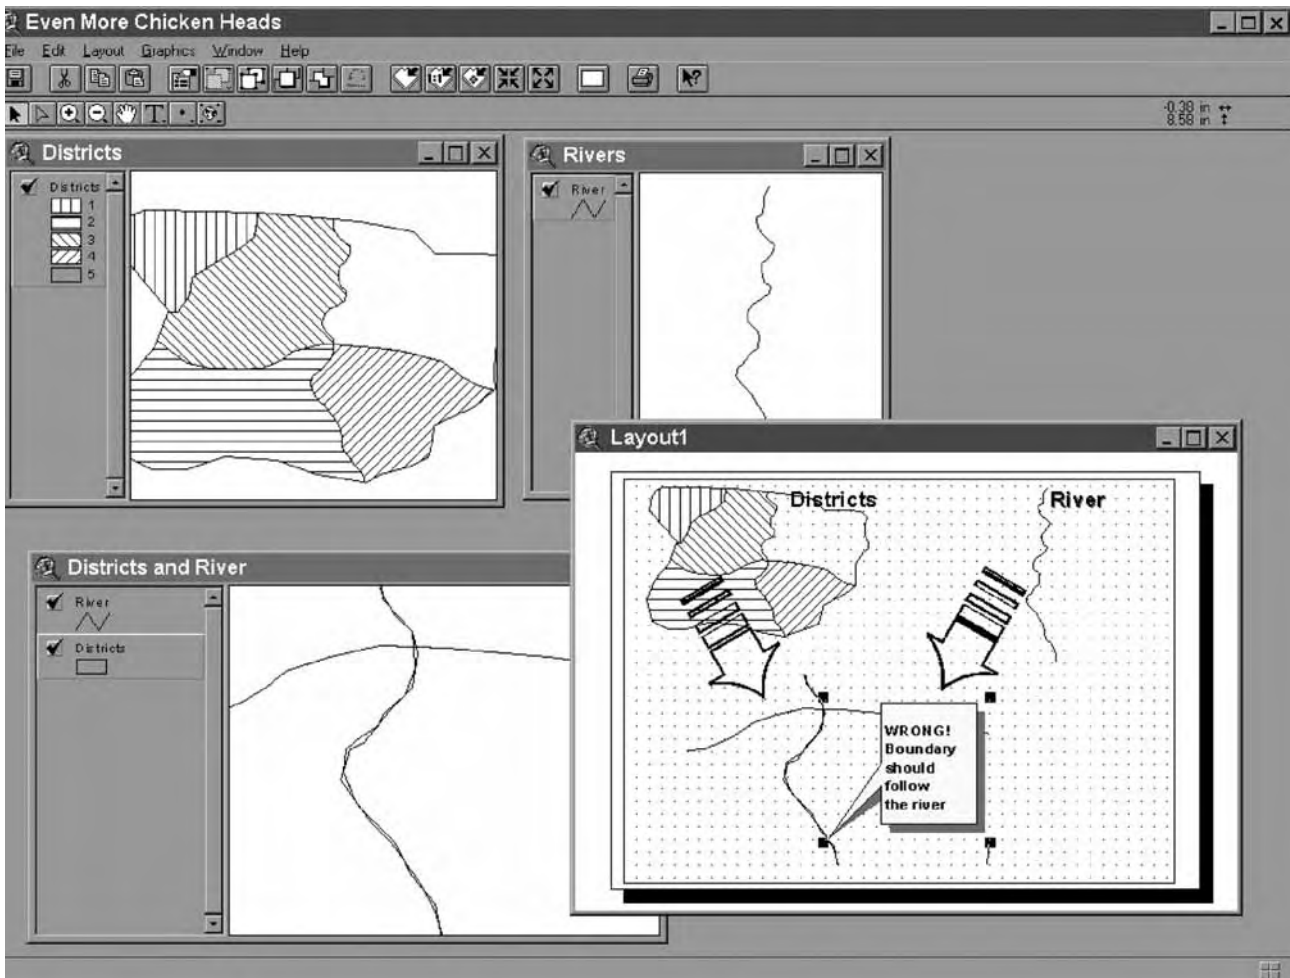 Even More Chicken Heads
File Edit Layout Graphics Window Help
T
-0.38 in
8.58 in
Districts
Districts
1
2
3
4
5
Rivers
River
Layout1
Districts
River
WRONG!
Boundary
should
follow
the river
Districts and River
River
Districts